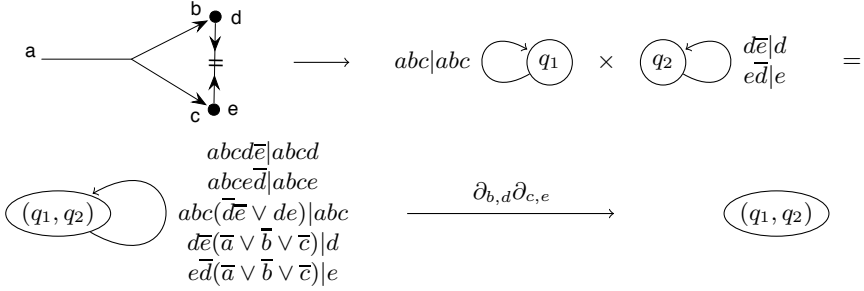 a
b
d
=
c
e
abc|abc
q₁
×
q₂
de̅|d
ed̅|e
=
(q₁, q₂)
abcde̅|abcd
abced̅|abce
abc(d̅e̅ ∨ de)|abc
de̅(a̅ ∨ b̅ ∨ c̅)|d
ed̅(a̅ ∨ b̅ ∨ c̅)|e
∂b,d∂c,e
(q₁, q₂)